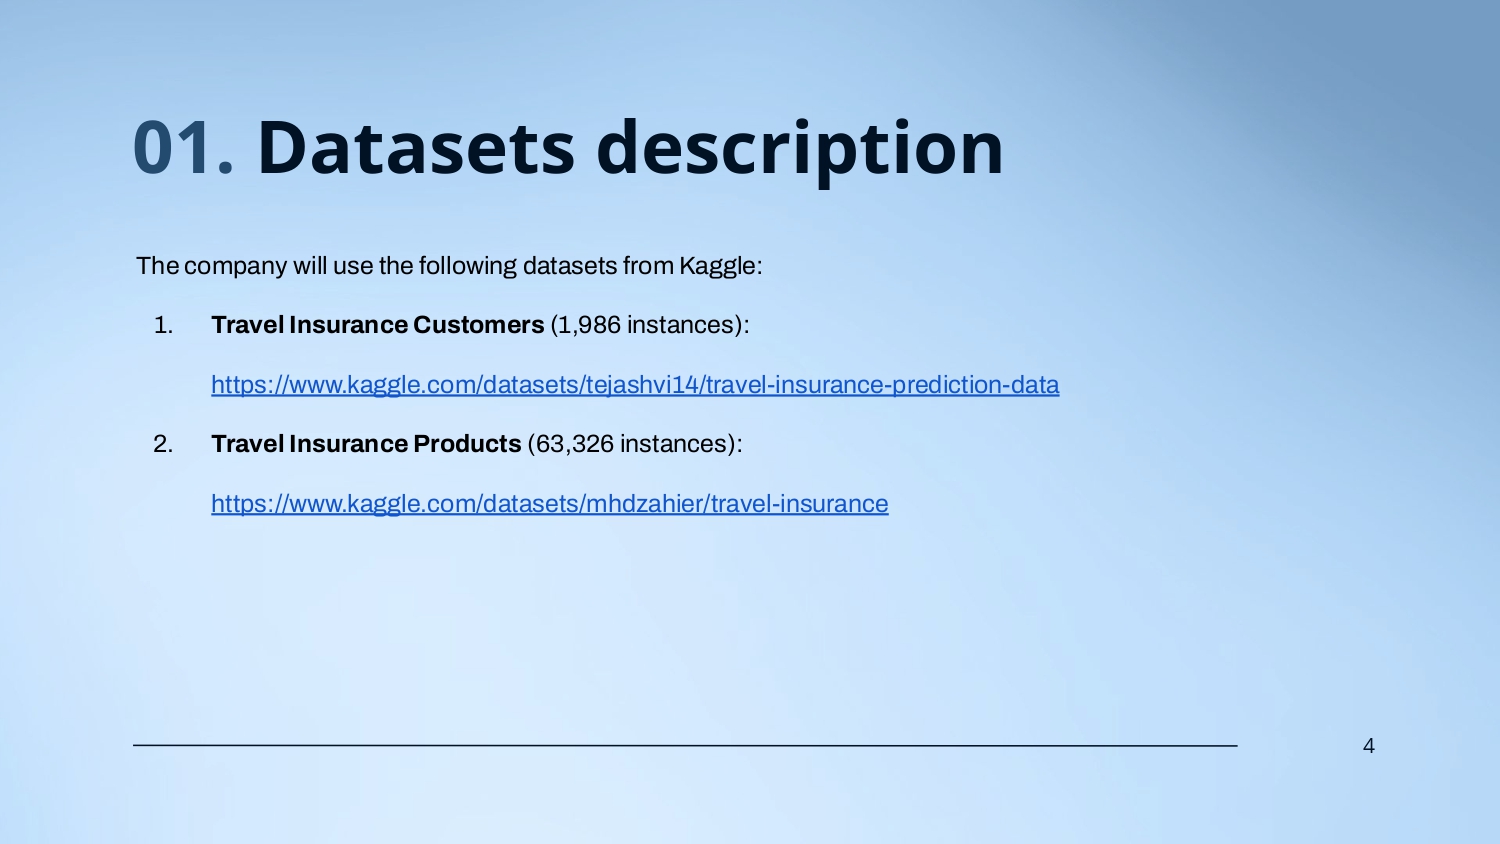 01. Datasets description
The company will use the following datasets from Kaggle:
1. Travel Insurance Customers (1,986 instances):
https://www.kaggle.com/datasets/tejashvi14/travel-insurance-prediction-data
2. Travel Insurance Products (63,326 instances):
https://www.kaggle.com/datasets/mhdzahier/travel-insurance
4